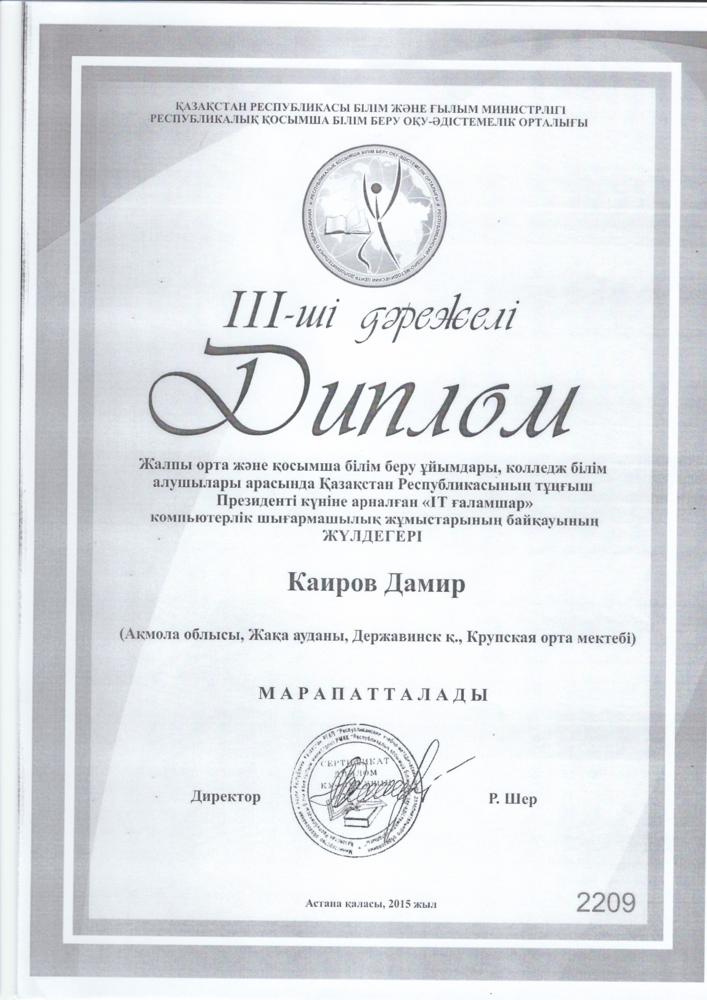 ҚАЗАҚСТАН РЕСПУБЛИКАСЫ БІЛІМ ЖӘНЕ ҒЫЛЫМ МИНИСТРЛІГІ
РЕСПУБЛИКАЛЫҚ ҚОСЫМША БІЛІМ БЕРУ ОҚУ-ӘДІСТЕМЕЛІК ОРТАЛЫҒЫ
РЕСПУБЛИКАЛЫҚ ҚОСЫМША БІЛІМ БЕРУ ОҚУ-ӘДІСТЕМЕЛІК ОРТАЛЫҒЫ
РЕСПУБЛИКАНСКИЙ УЧЕБНО-МЕТОДИЧЕСКИЙ ЦЕНТР ДОПОЛНИТЕЛЬНОГО ОБРАЗОВАНИЯ
III-ші дәрежелі
Диплом
Жалпы орта және қосымша білім беру ұйымдары, колледж білім
алушылары арасында Қазақстан Республикасының тұңғыш
Президенті күніне арналған «IT ғаламшар»
компьютерлік шығармашылық жұмыстарының байқауының
ЖҮЛДЕГЕРІ
Каиров Дамир
(Ақмола облысы, Жақа ауданы, Державинск қ., Крупская орта мектебі)
МАРАПАТТАЛАДЫ
СЕРТИФИКАТ
ДИПЛОМ
Директор
Р. Шер
Астана қаласы, 2015 жыл
2209